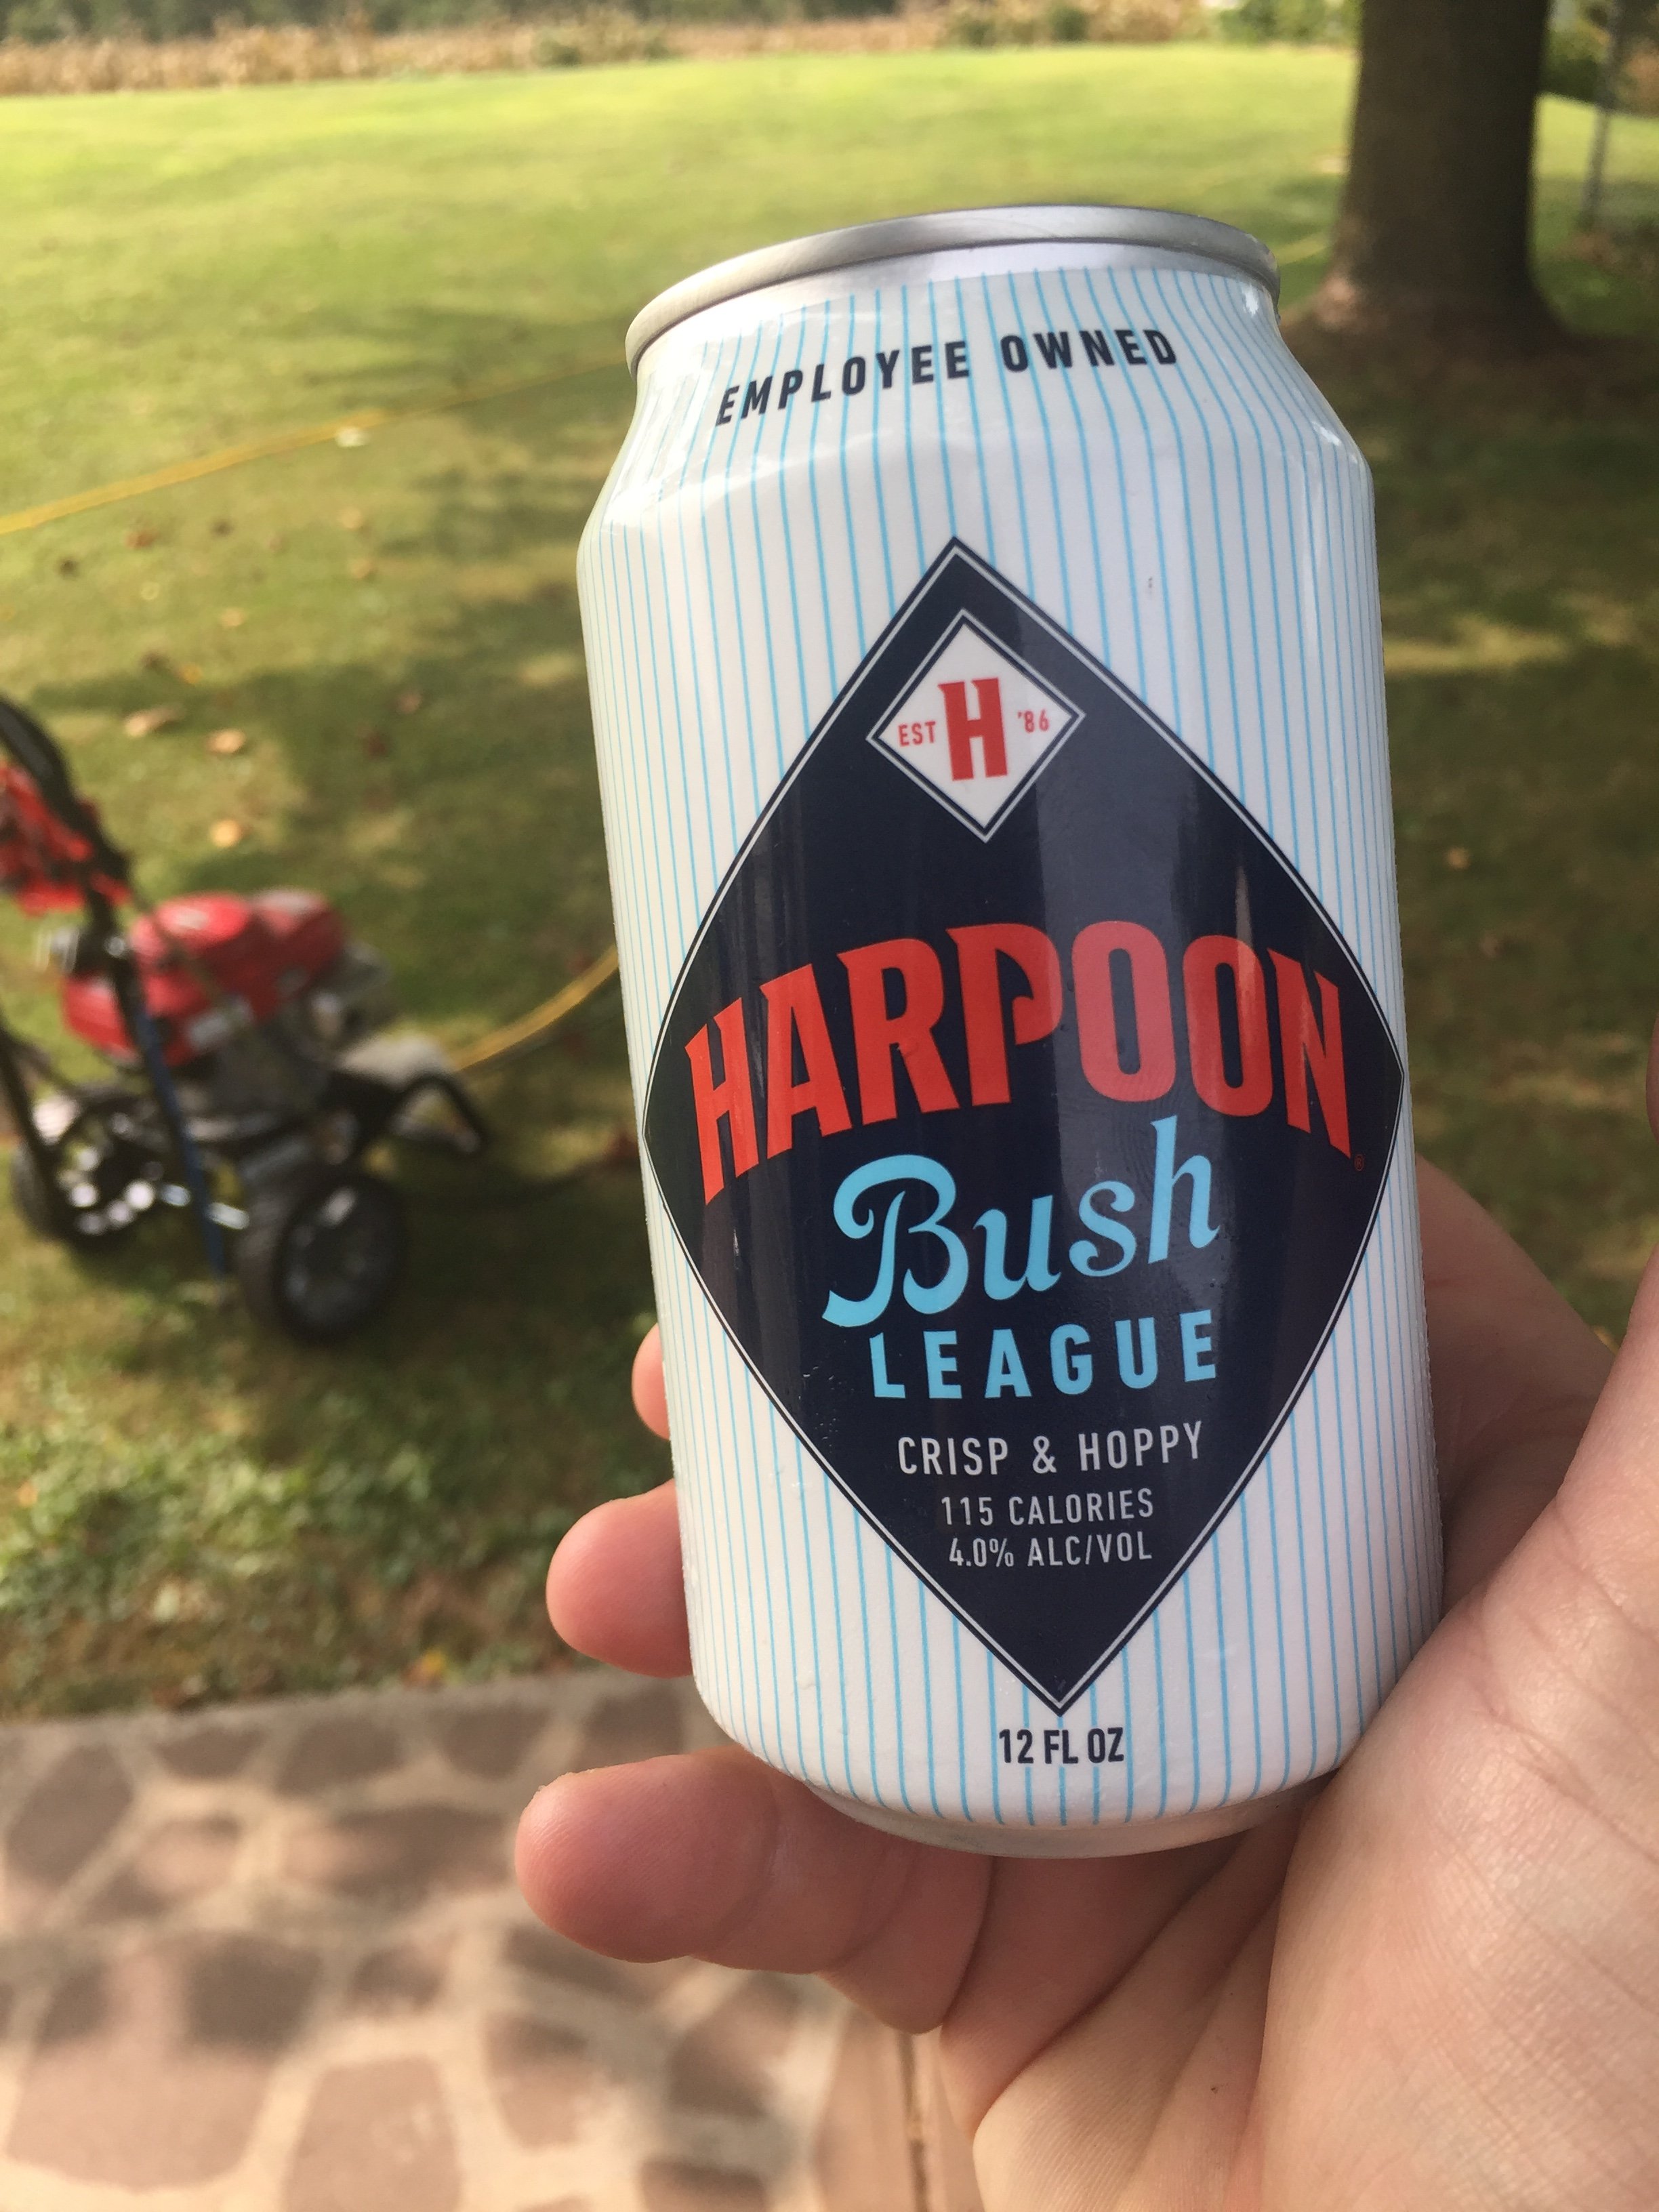 EMPLOYEE OWNED
EST H '86
HARPOON®
Bush
LEAGUE
CRISP & HOPPY
115 CALORIES
4.0% ALC/VOL
12 FL OZ